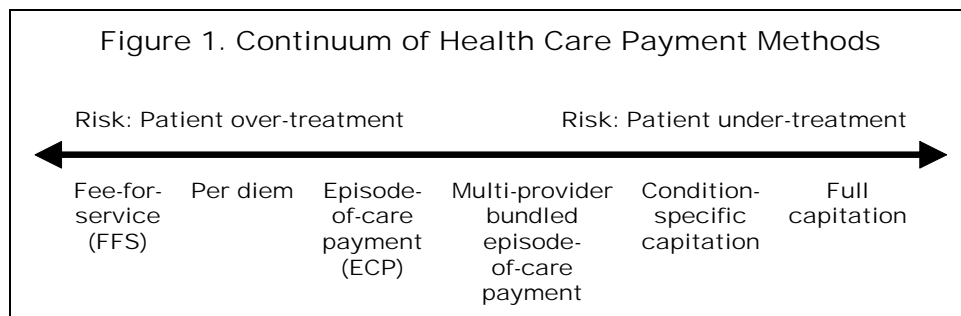 Figure 1. Continuum of Health Care Payment Methods
Risk: Patient over-treatment
Risk: Patient under-treatment
Fee-for-
service
(FFS)
Per diem
Episode-
of-care
payment
(ECP)
Multi-provider
bundled
episode-
of-care
payment
Condition-
specific
capitation
Full
capitation